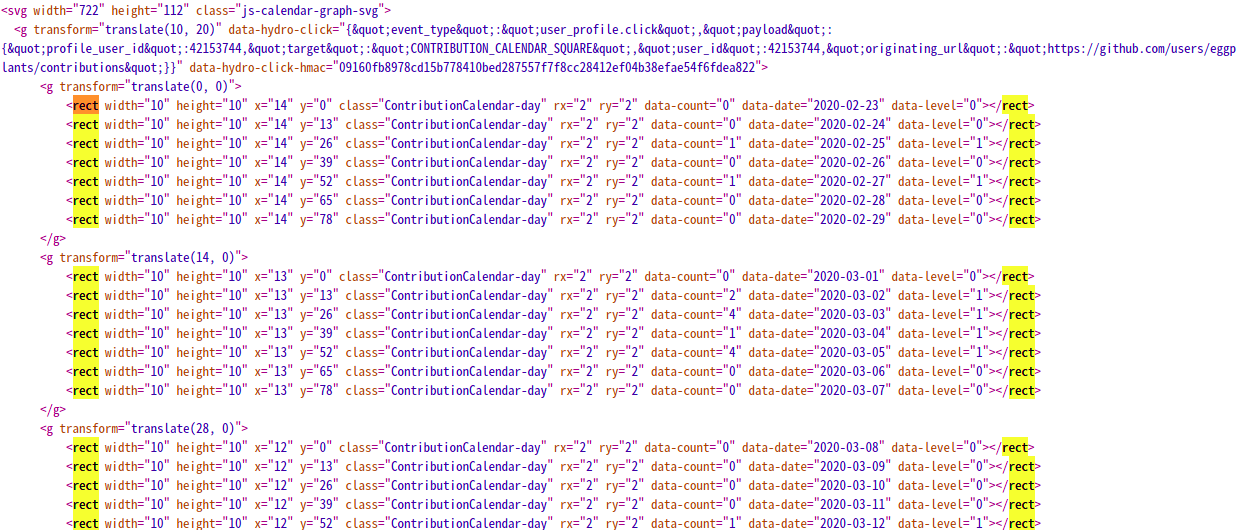 <svg width="722" height="112" class="js-calendar-graph-svg">
<g transform="translate(10, 20)" data-hydro-click="{&quot;event_type&quot;:&quot;user_profile.click&quot;,&quot;payload&quot;:
{&quot;profile_user_id&quot;:42153744,&quot;target&quot;:&quot;CONTRIBUTION_CALENDAR_SQUARE&quot;,&quot;user_id&quot;:42153744,&quot;originating_url&quot;:&quot;https://github.com/users/eggp
lants/contributions&quot;}}" data-hydro-click-hmac="09160fb8978cd15b778410bed287557f7f8cc28412ef04b38efae54f6fdea822">
<g transform="translate(0, 0)">
<rect width="10" height="10" x="14" y="0" class="ContributionCalendar-day" rx="2" ry="2" data-count="0" data-date="2020-02-23" data-level="0"></rect>
<rect width="10" height="10" x="14" y="13" class="ContributionCalendar-day" rx="2" ry="2" data-count="0" data-date="2020-02-24" data-level="0"></rect>
<rect width="10" height="10" x="14" y="26" class="ContributionCalendar-day" rx="2" ry="2" data-count="1" data-date="2020-02-25" data-level="1"></rect>
<rect width="10" height="10" x="14" y="39" class="ContributionCalendar-day" rx="2" ry="2" data-count="0" data-date="2020-02-26" data-level="0"></rect>
<rect width="10" height="10" x="14" y="52" class="ContributionCalendar-day" rx="2" ry="2" data-count="1" data-date="2020-02-27" data-level="1"></rect>
<rect width="10" height="10" x="14" y="65" class="ContributionCalendar-day" rx="2" ry="2" data-count="0" data-date="2020-02-28" data-level="0"></rect>
<rect width="10" height="10" x="14" y="78" class="ContributionCalendar-day" rx="2" ry="2" data-count="0" data-date="2020-02-29" data-level="0"></rect>
</g>
<g transform="translate(14, 0)">
<rect width="10" height="10" x="13" y="0" class="ContributionCalendar-day" rx="2" ry="2" data-count="0" data-date="2020-03-01" data-level="0"></rect>
<rect width="10" height="10" x="13" y="13" class="ContributionCalendar-day" rx="2" ry="2" data-count="2" data-date="2020-03-02" data-level="1"></rect>
<rect width="10" height="10" x="13" y="26" class="ContributionCalendar-day" rx="2" ry="2" data-count="4" data-date="2020-03-03" data-level="1"></rect>
<rect width="10" height="10" x="13" y="39" class="ContributionCalendar-day" rx="2" ry="2" data-count="1" data-date="2020-03-04" data-level="1"></rect>
<rect width="10" height="10" x="13" y="52" class="ContributionCalendar-day" rx="2" ry="2" data-count="4" data-date="2020-03-05" data-level="1"></rect>
<rect width="10" height="10" x="13" y="65" class="ContributionCalendar-day" rx="2" ry="2" data-count="0" data-date="2020-03-06" data-level="0"></rect>
<rect width="10" height="10" x="13" y="78" class="ContributionCalendar-day" rx="2" ry="2" data-count="0" data-date="2020-03-07" data-level="0"></rect>
</g>
<g transform="translate(28, 0)">
<rect width="10" height="10" x="12" y="0" class="ContributionCalendar-day" rx="2" ry="2" data-count="0" data-date="2020-03-08" data-level="0"></rect>
<rect width="10" height="10" x="12" y="13" class="ContributionCalendar-day" rx="2" ry="2" data-count="0" data-date="2020-03-09" data-level="0"></rect>
<rect width="10" height="10" x="12" y="26" class="ContributionCalendar-day" rx="2" ry="2" data-count="0" data-date="2020-03-10" data-level="0"></rect>
<rect width="10" height="10" x="12" y="39" class="ContributionCalendar-day" rx="2" ry="2" data-count="0" data-date="2020-03-11" data-level="0"></rect>
<rect width="10" height="10" x="12" y="52" class="ContributionCalendar-day" rx="2" ry="2" data-count="1" data-date="2020-03-12" data-level="1"></rect>